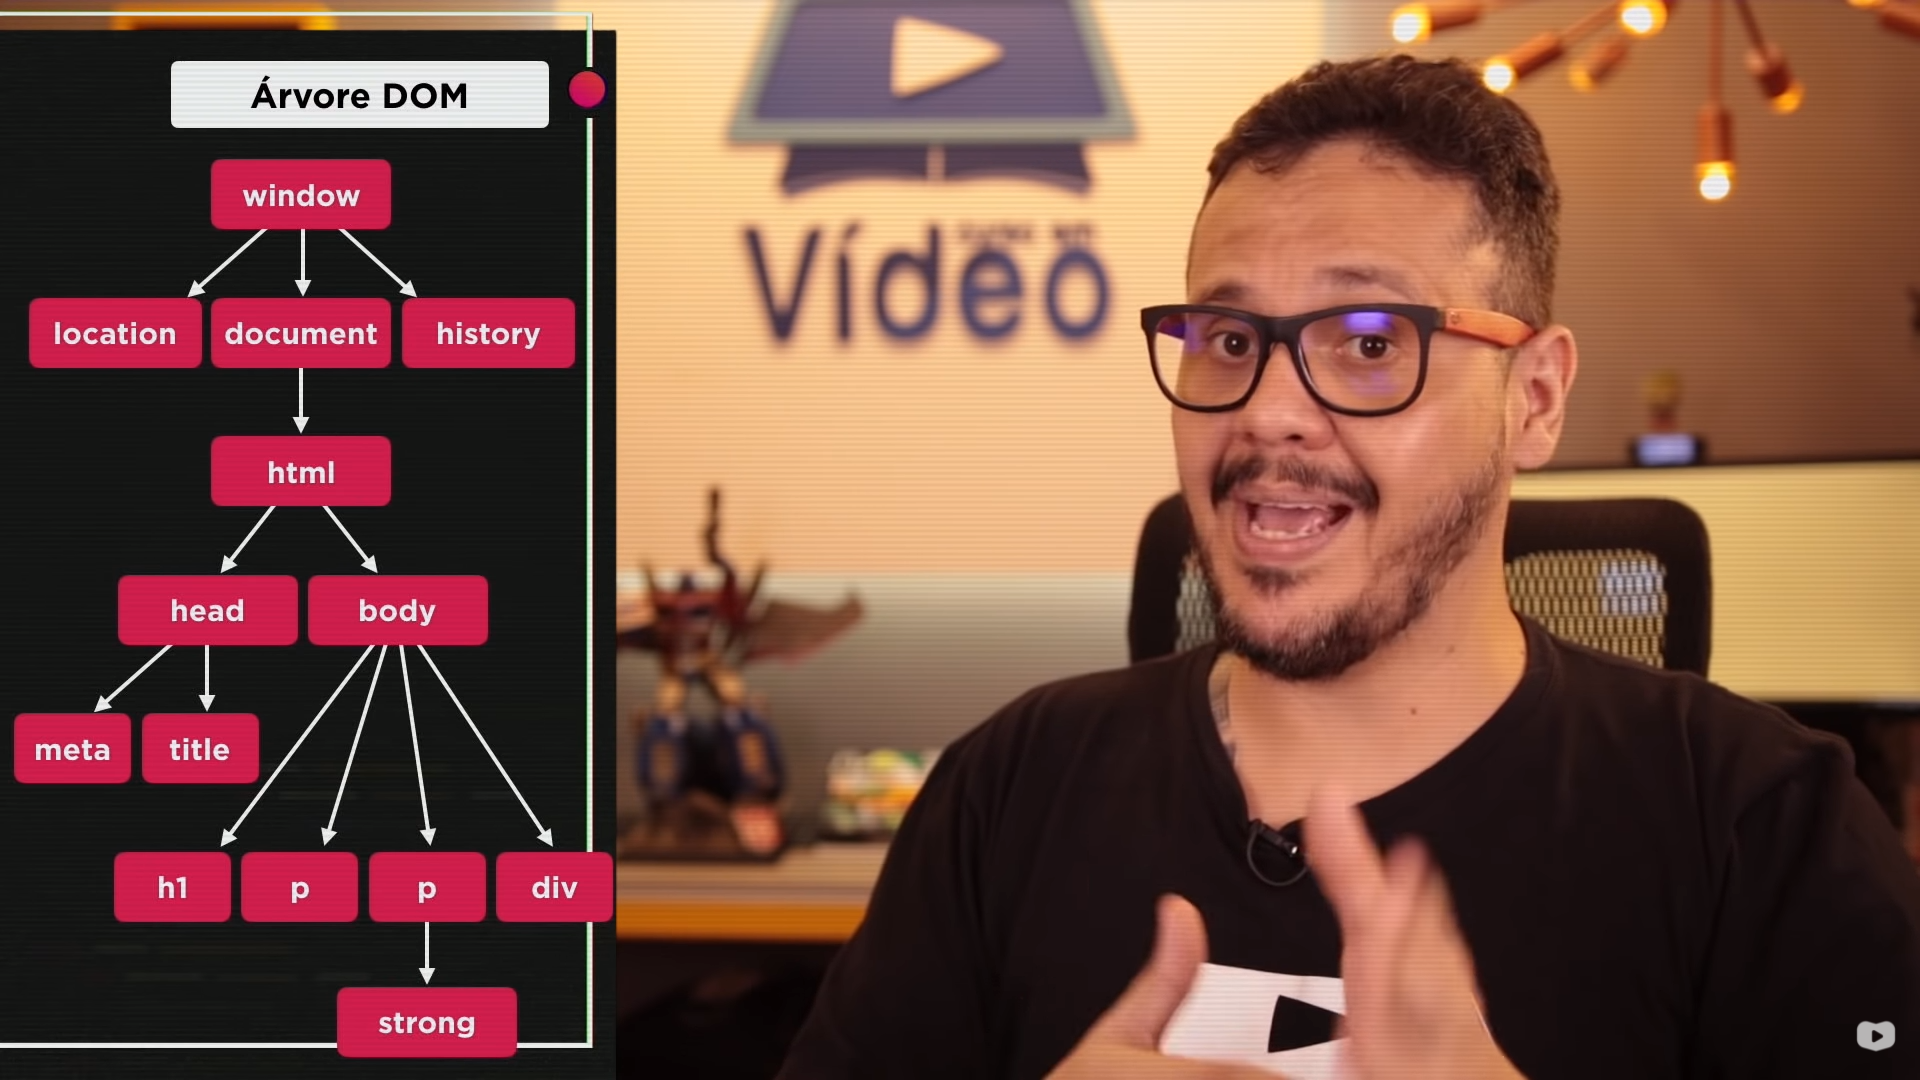 Árvore DOM
window
location document history
html
head body
meta title
h1 p p div
strong
Vídeo